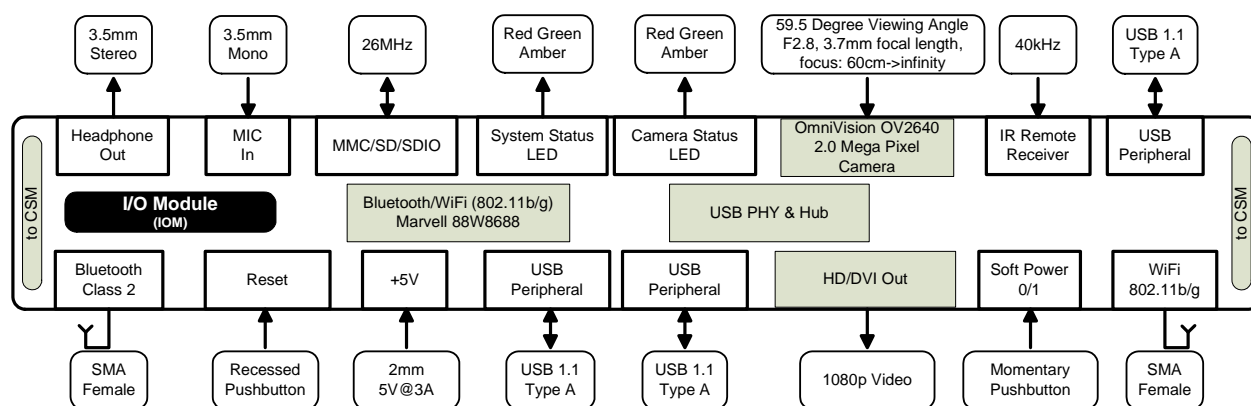 3.5mm
Stereo
3.5mm
Mono
26MHz
Red Green
Amber
Red Green
Amber
59.5 Degree Viewing Angle
F2.8, 3.7mm focal length,
focus: 60cm->infinity
40kHz
USB 1.1
Type A
Headphone
Out
MIC
In
MMC/SD/SDIO
System Status
LED
Camera Status
LED
OmniVision OV2640
2.0 Mega Pixel
Camera
IR Remote
Receiver
USB
Peripheral
to CSM
I/O Module
(IOM)
Bluetooth/WiFi (802.11b/g)
Marvell 88W8688
USB PHY & Hub
to CSM
Bluetooth
Class 2
Reset
+5V
USB
Peripheral
USB
Peripheral
HD/DVI Out
Soft Power
0/1
WiFi
802.11b/g
SMA
Female
Recessed
Pushbutton
2mm
5V@3A
USB 1.1
Type A
USB 1.1
Type A
1080p Video
Momentary
Pushbutton
SMA
Female